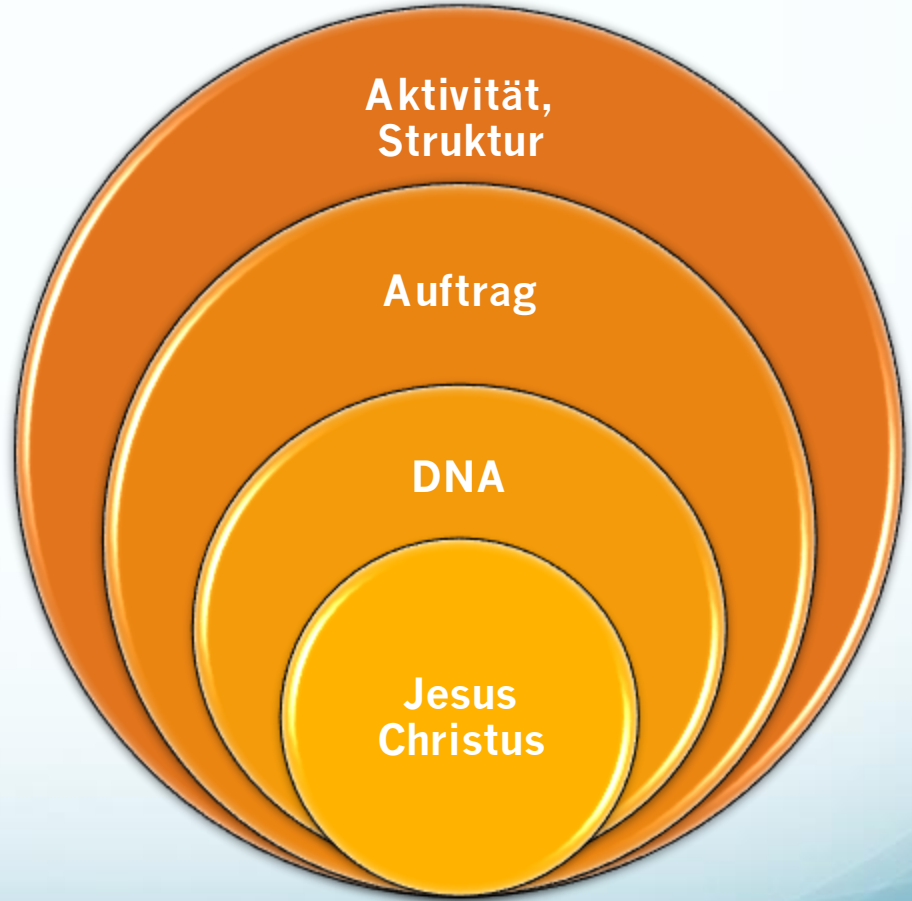 Aktivität,
Struktur
Auftrag
DNA
Jesus
Christus